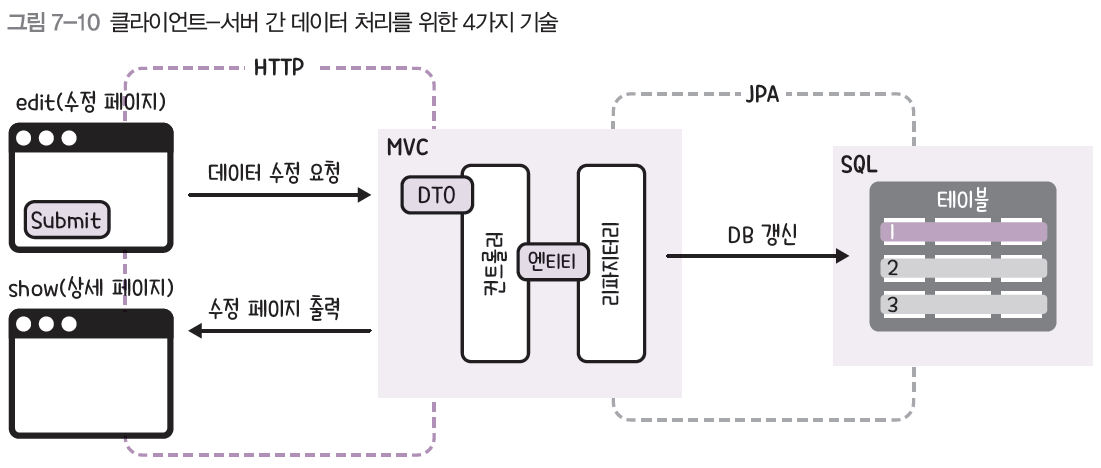 그림 7-10 클라이언트-서버 간 데이터 처리를 위한 4가지 기술
HTTP
edit(수정 페이지)
Submit
데이터 수정 요청
show(상세 페이지)
수정 페이지 출력
MVC
DTO
컨트롤러
엔티티
리파지터리
JPA
DB 갱신
SQL
테이블
1
2
3